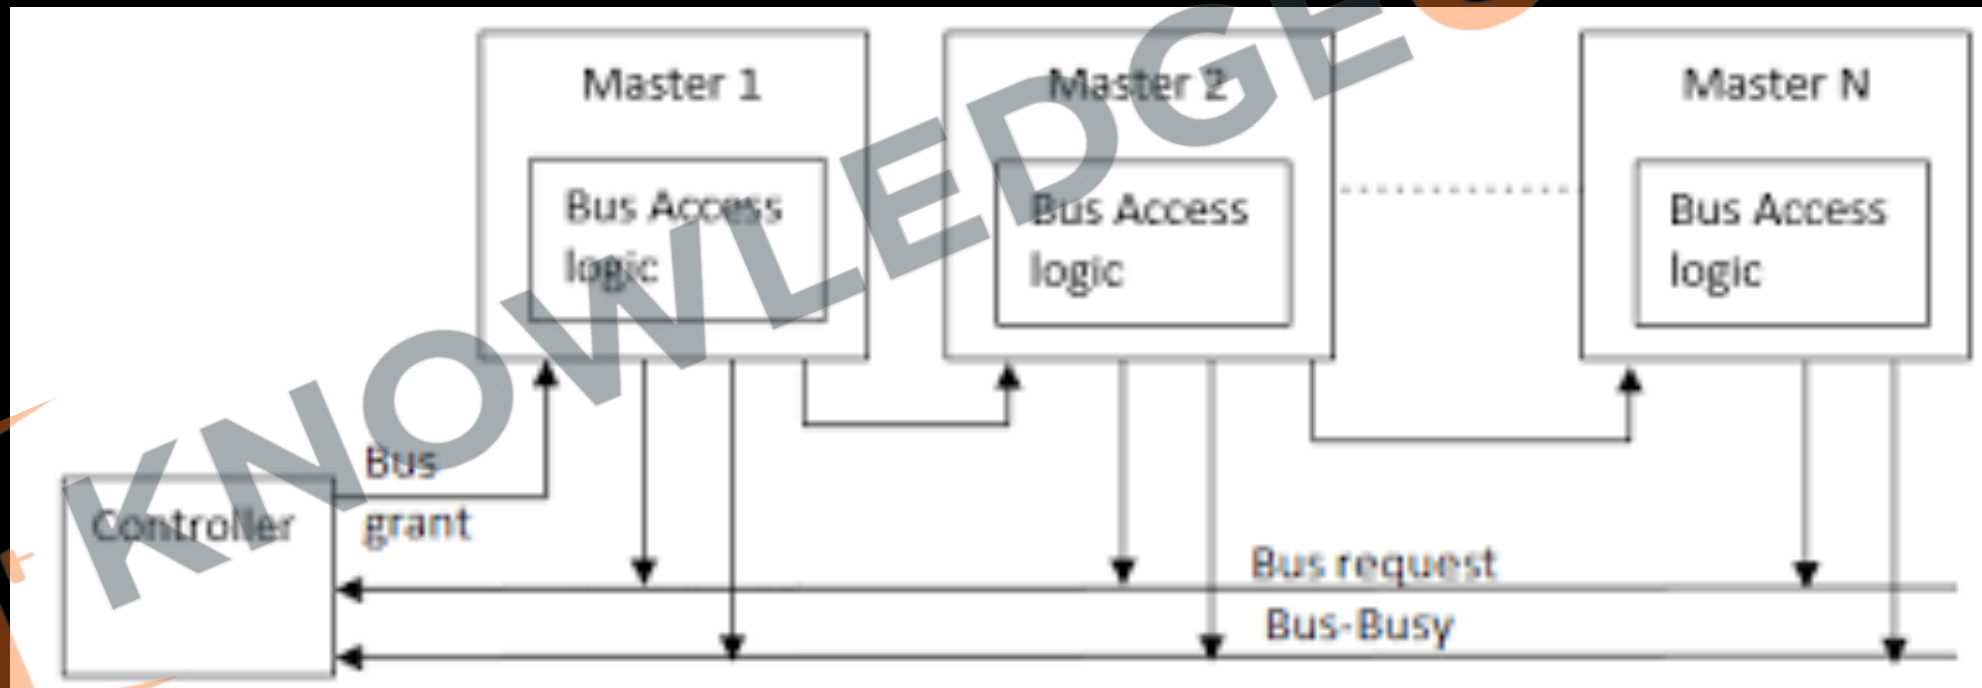 Master 1
Master 2
Master N
Bus Access
logic
Bus Access
logic
Bus Access
logic
Controller
Bus
grant
Bus request
Bus-Busy
KNOWLEDGE